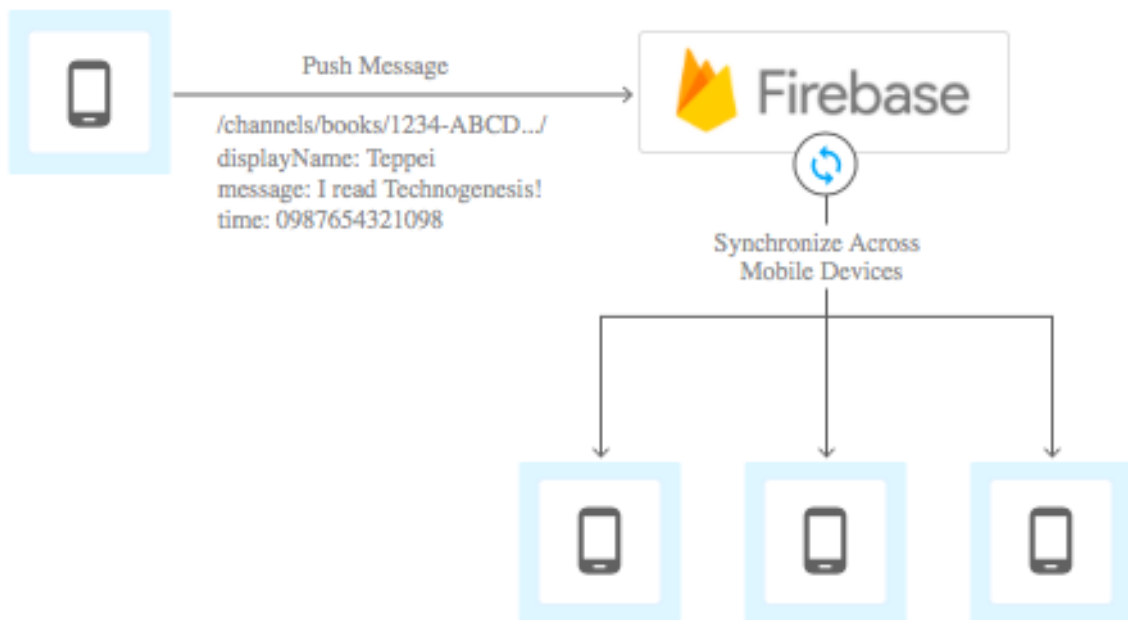 Push Message
/channels/books/1234-ABCD.../
displayName: Teppei
message: I read Technogenesis!
time: 0987654321098
Firebase
Synchronize Across
Mobile Devices